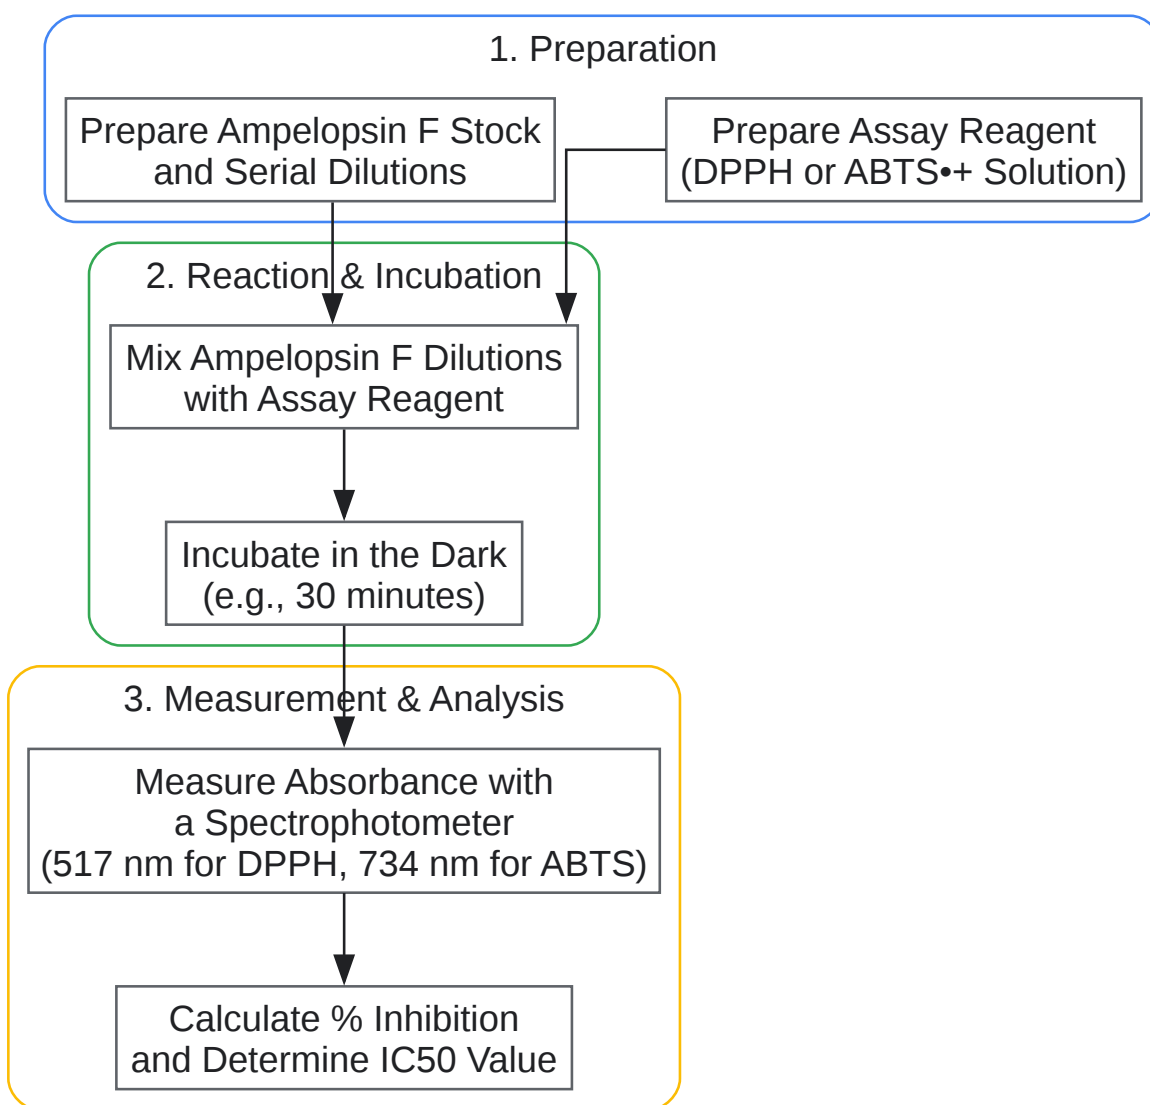 1. Preparation
Prepare Ampelopsin F Stock
and Serial Dilutions
Prepare Assay Reagent
(DPPH or ABTS•+ Solution)
2. Reaction & Incubation
Mix Ampelopsin F Dilutions
with Assay Reagent
Incubate in the Dark
(e.g., 30 minutes)
3. Measurement & Analysis
Measure Absorbance with
a Spectrophotometer
(517 nm for DPPH, 734 nm for ABTS)
Calculate % Inhibition
and Determine IC50 Value